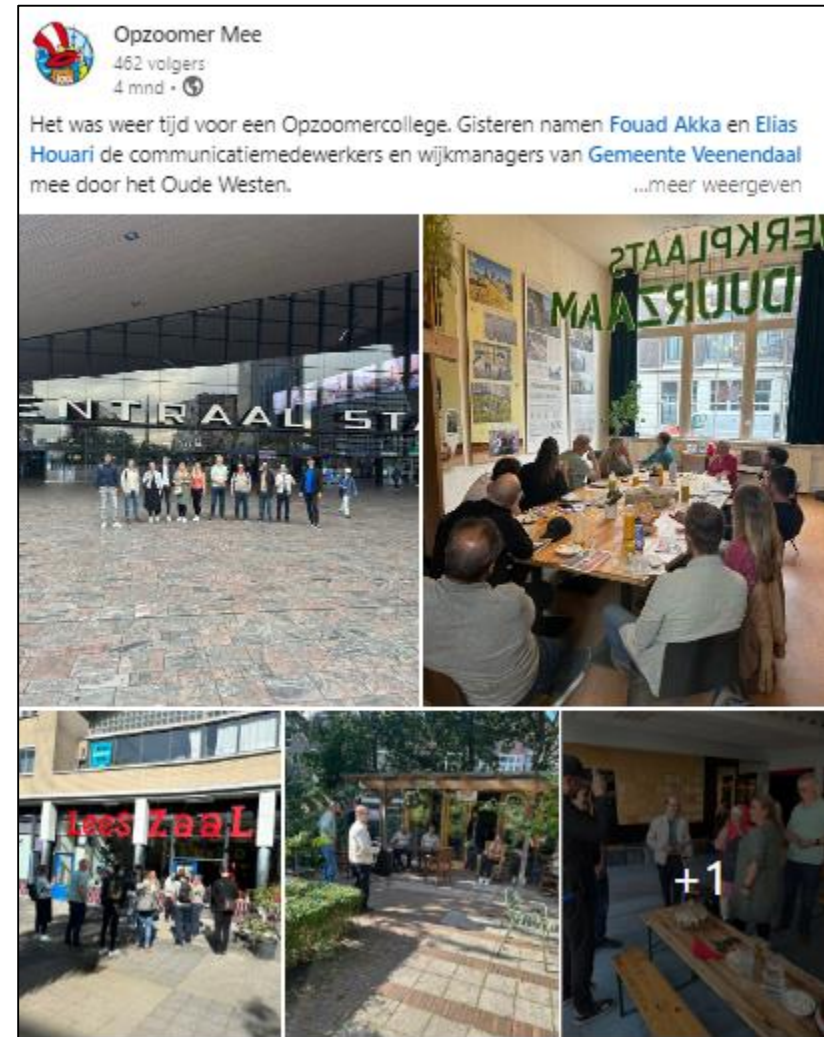 Opzoomer Mee
462 volgers
4 mnd •
Het was weer tijd voor een Opzoomercollege. Gisteren namen Fouad Akka en Elias
Houari de communicatiemedewerkers en wijkmanagers van Gemeente Veenendaal
mee door het Oude Westen. ...meer weergeven
ENTRAAL STA
ERKPLAATS
DUURZAAM
Lees Zaal
+1